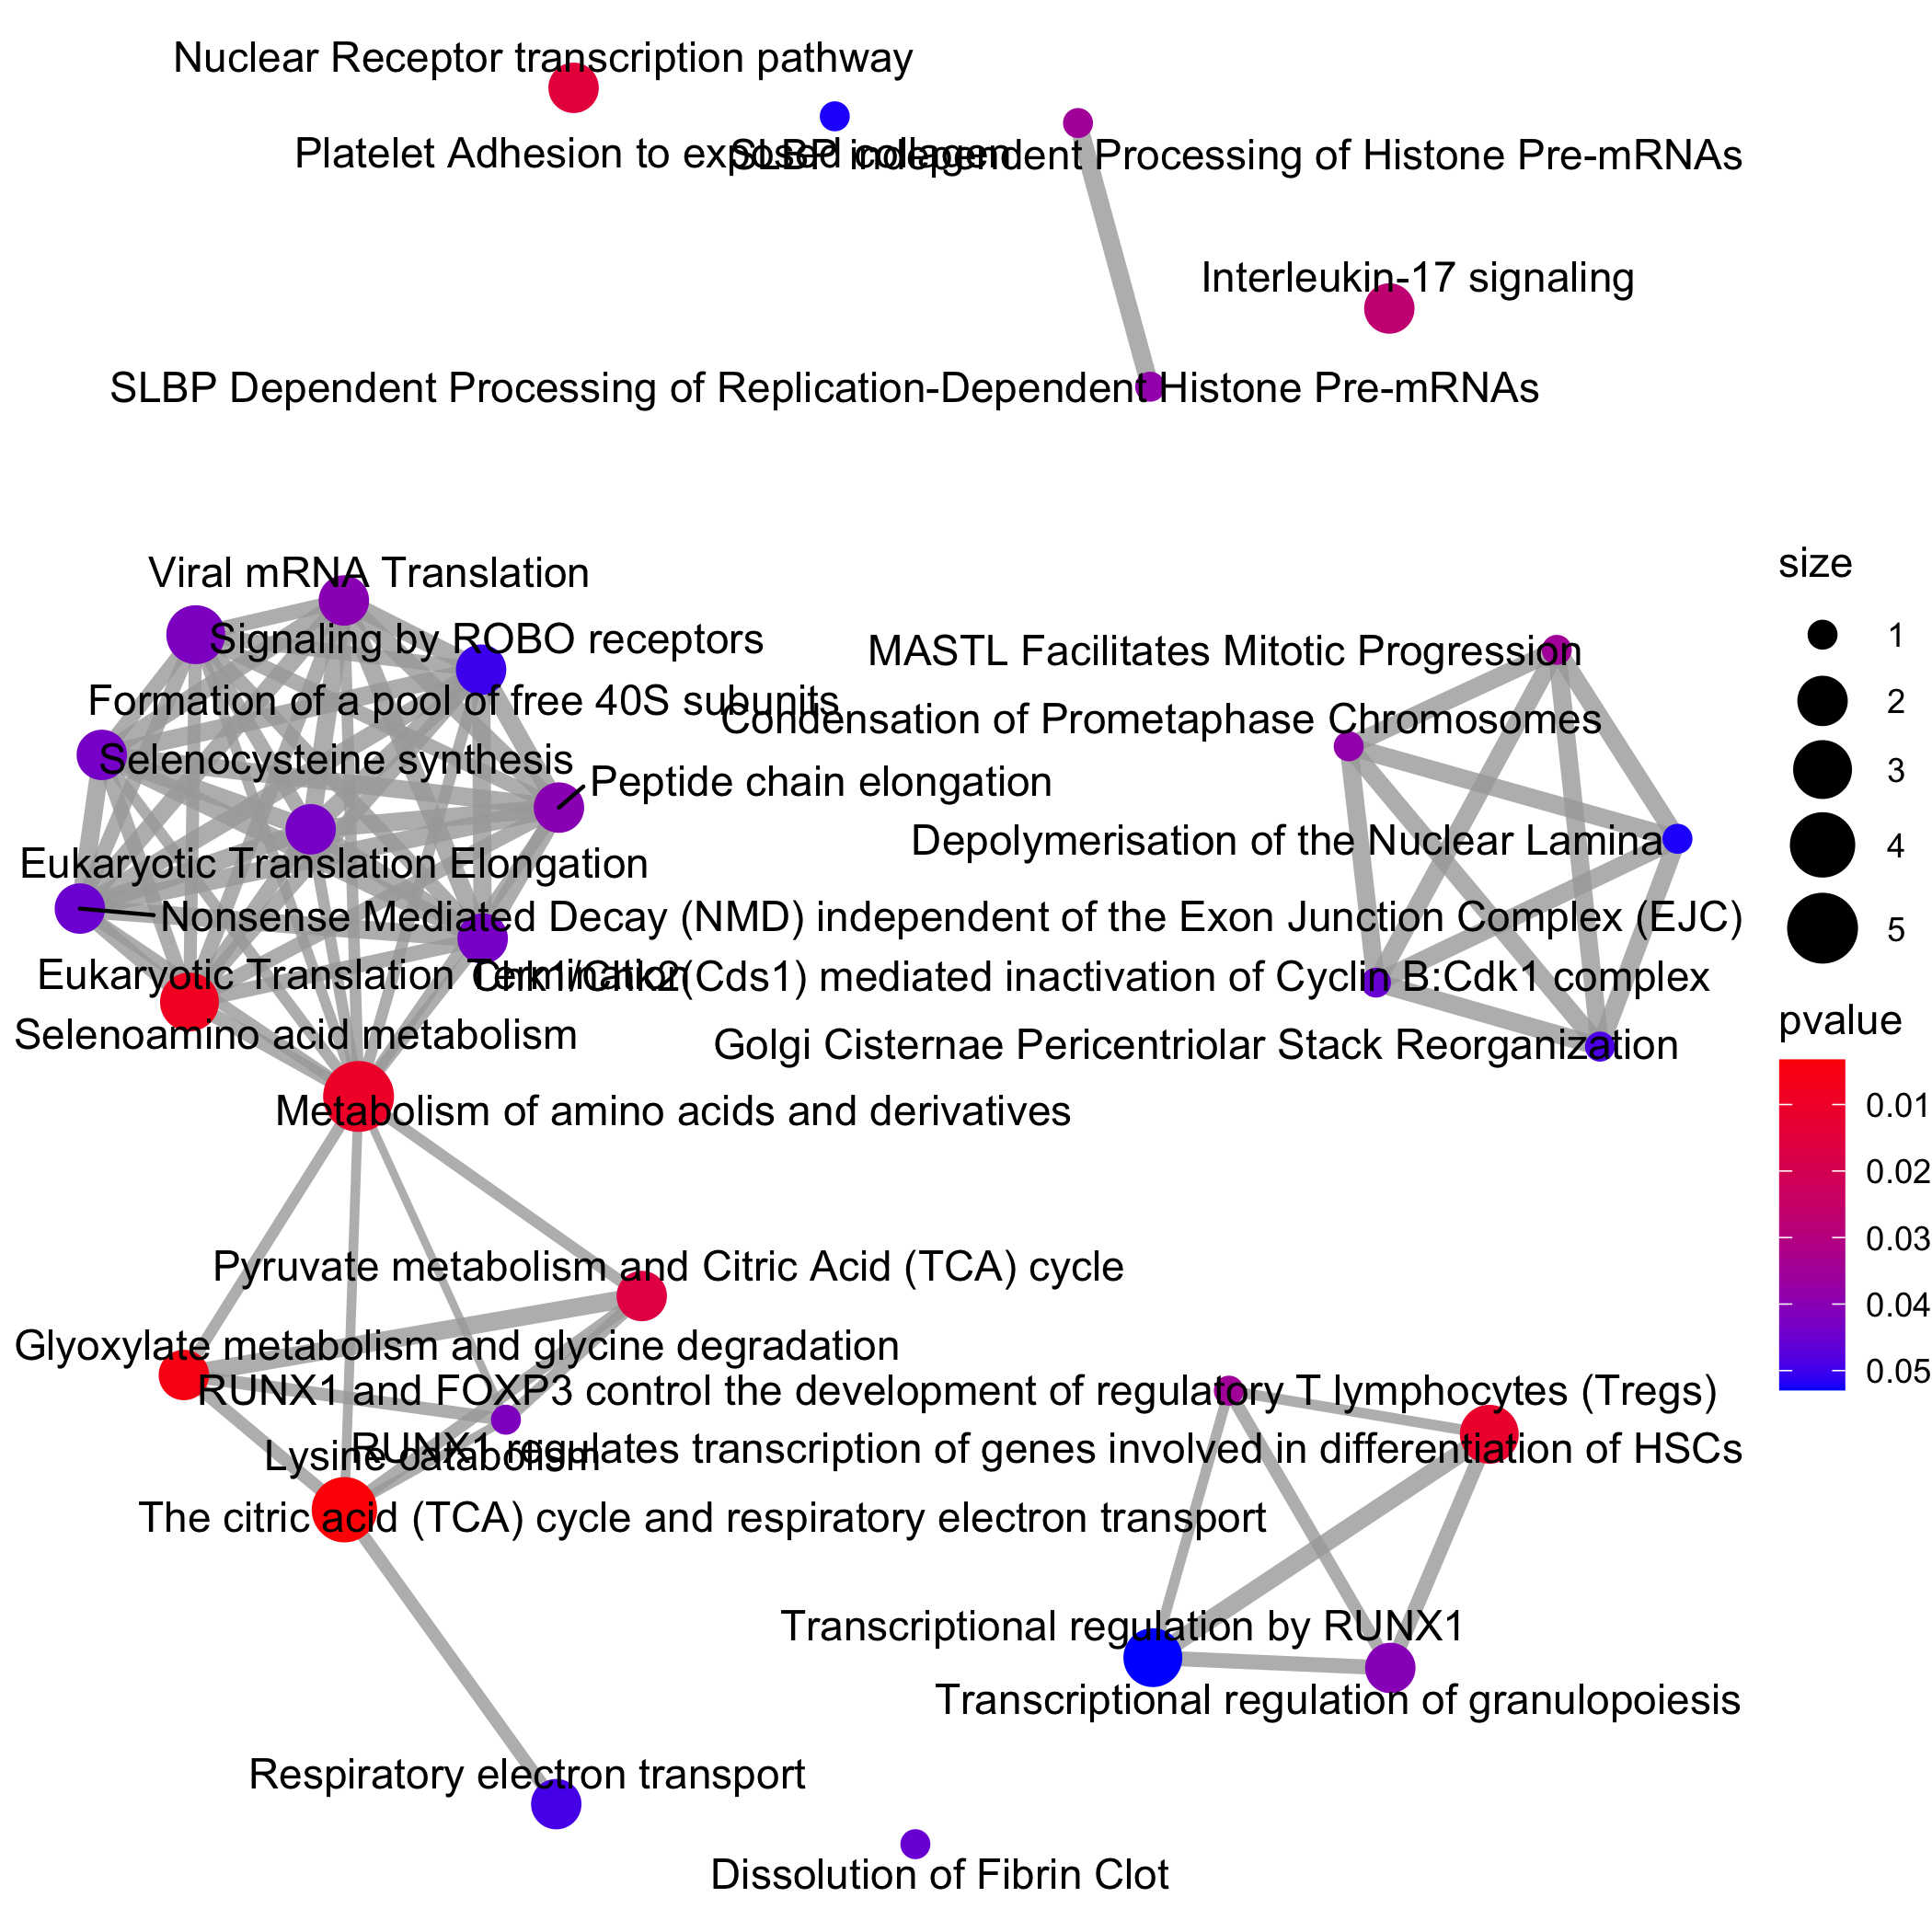 Nuclear Receptor transcription pathway
Platelet Adhesion to exposed collagen
SLBP independent Processing of Histone Pre-mRNAs
Interleukin-17 signaling
SLBP Dependent Processing of Replication-Dependent Histone Pre-mRNAs
Viral mRNA Translation
Signaling by ROBO receptors
Formation of a pool of free 40S subunits
Selenocysteine synthesis
Peptide chain elongation
Eukaryotic Translation Elongation
Nonsense Mediated Decay (NMD) independent of the Exon Junction Complex (EJC)
Eukaryotic Translation Termination
Selenoamino acid metabolism
Metabolism of amino acids and derivatives
MASTL Facilitates Mitotic Progression
Condensation of Prometaphase Chromosomes
Depolymerisation of the Nuclear Lamina
Chk1/Chk2(Cds1) mediated inactivation of Cyclin B:Cdk1 complex
Golgi Cisternae Pericentriolar Stack Reorganization
Pyruvate metabolism and Citric Acid (TCA) cycle
Glyoxylate metabolism and glycine degradation
RUNX1 and FOXP3 control the development of regulatory T lymphocytes (Tregs)
RUNX1 regulates transcription of genes involved in differentiation of HSCs
Lysine catabolism
The citric acid (TCA) cycle and respiratory electron transport
Transcriptional regulation by RUNX1
Transcriptional regulation of granulopoiesis
Respiratory electron transport
Dissolution of Fibrin Clot
size
1
2
3
4
5
pvalue
0.01
0.02
0.03
0.04
0.05